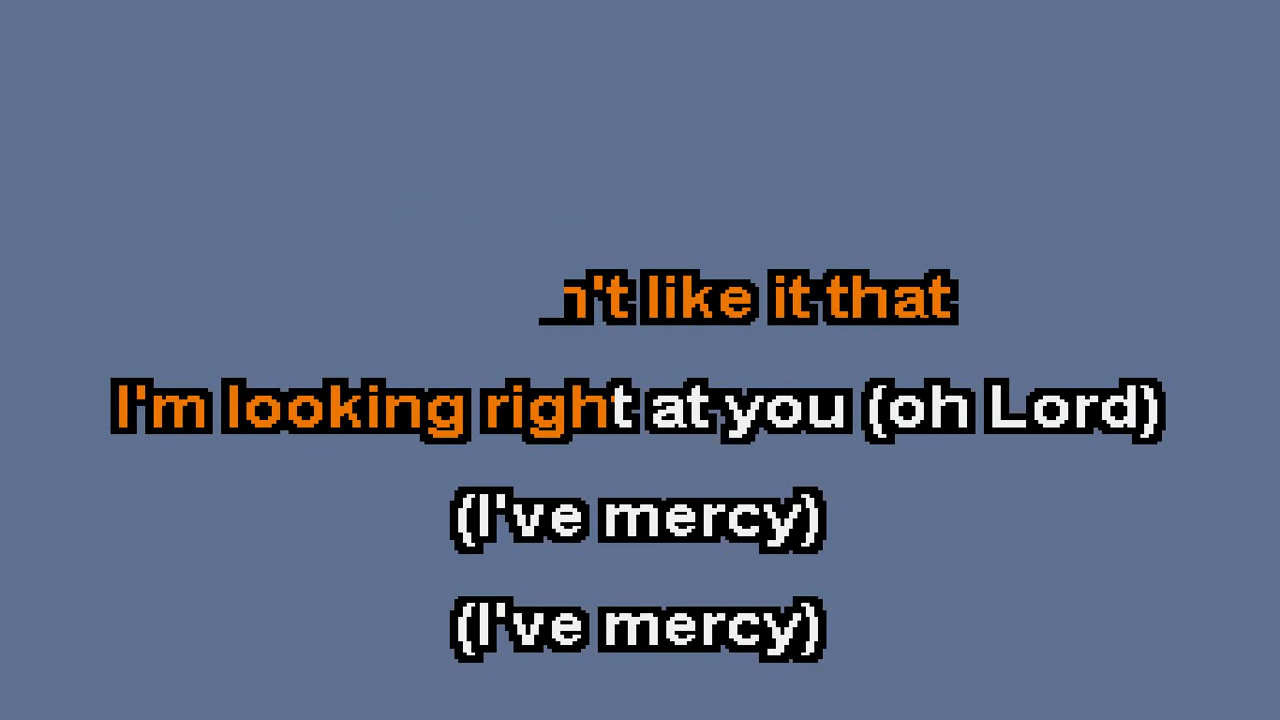 n't like it that
I'm looking right at you (oh Lord)
(I've mercy)
(I've mercy)